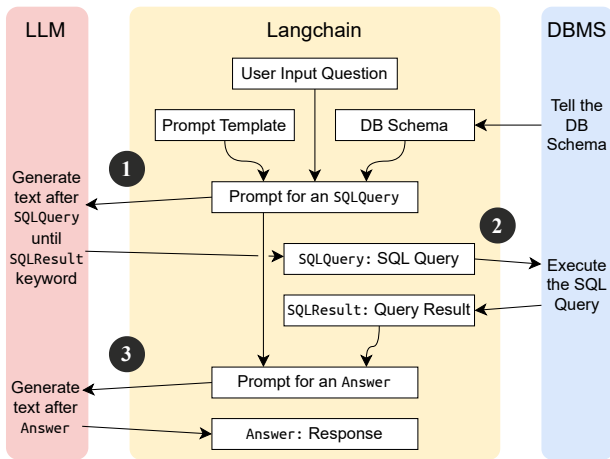 LLM
Langchain
DBMS
User Input Question
Prompt Template
DB Schema
Tell the
DB
Schema
1
Generate
text after
SQLQuery
until
SQLResult
keyword
Prompt for an SQLQuery
2
SQLQuery: SQL Query
Execute
the SQL
Query
SQLResult: Query Result
3
Prompt for an Answer
Generate
text after
Answer
Answer: Response